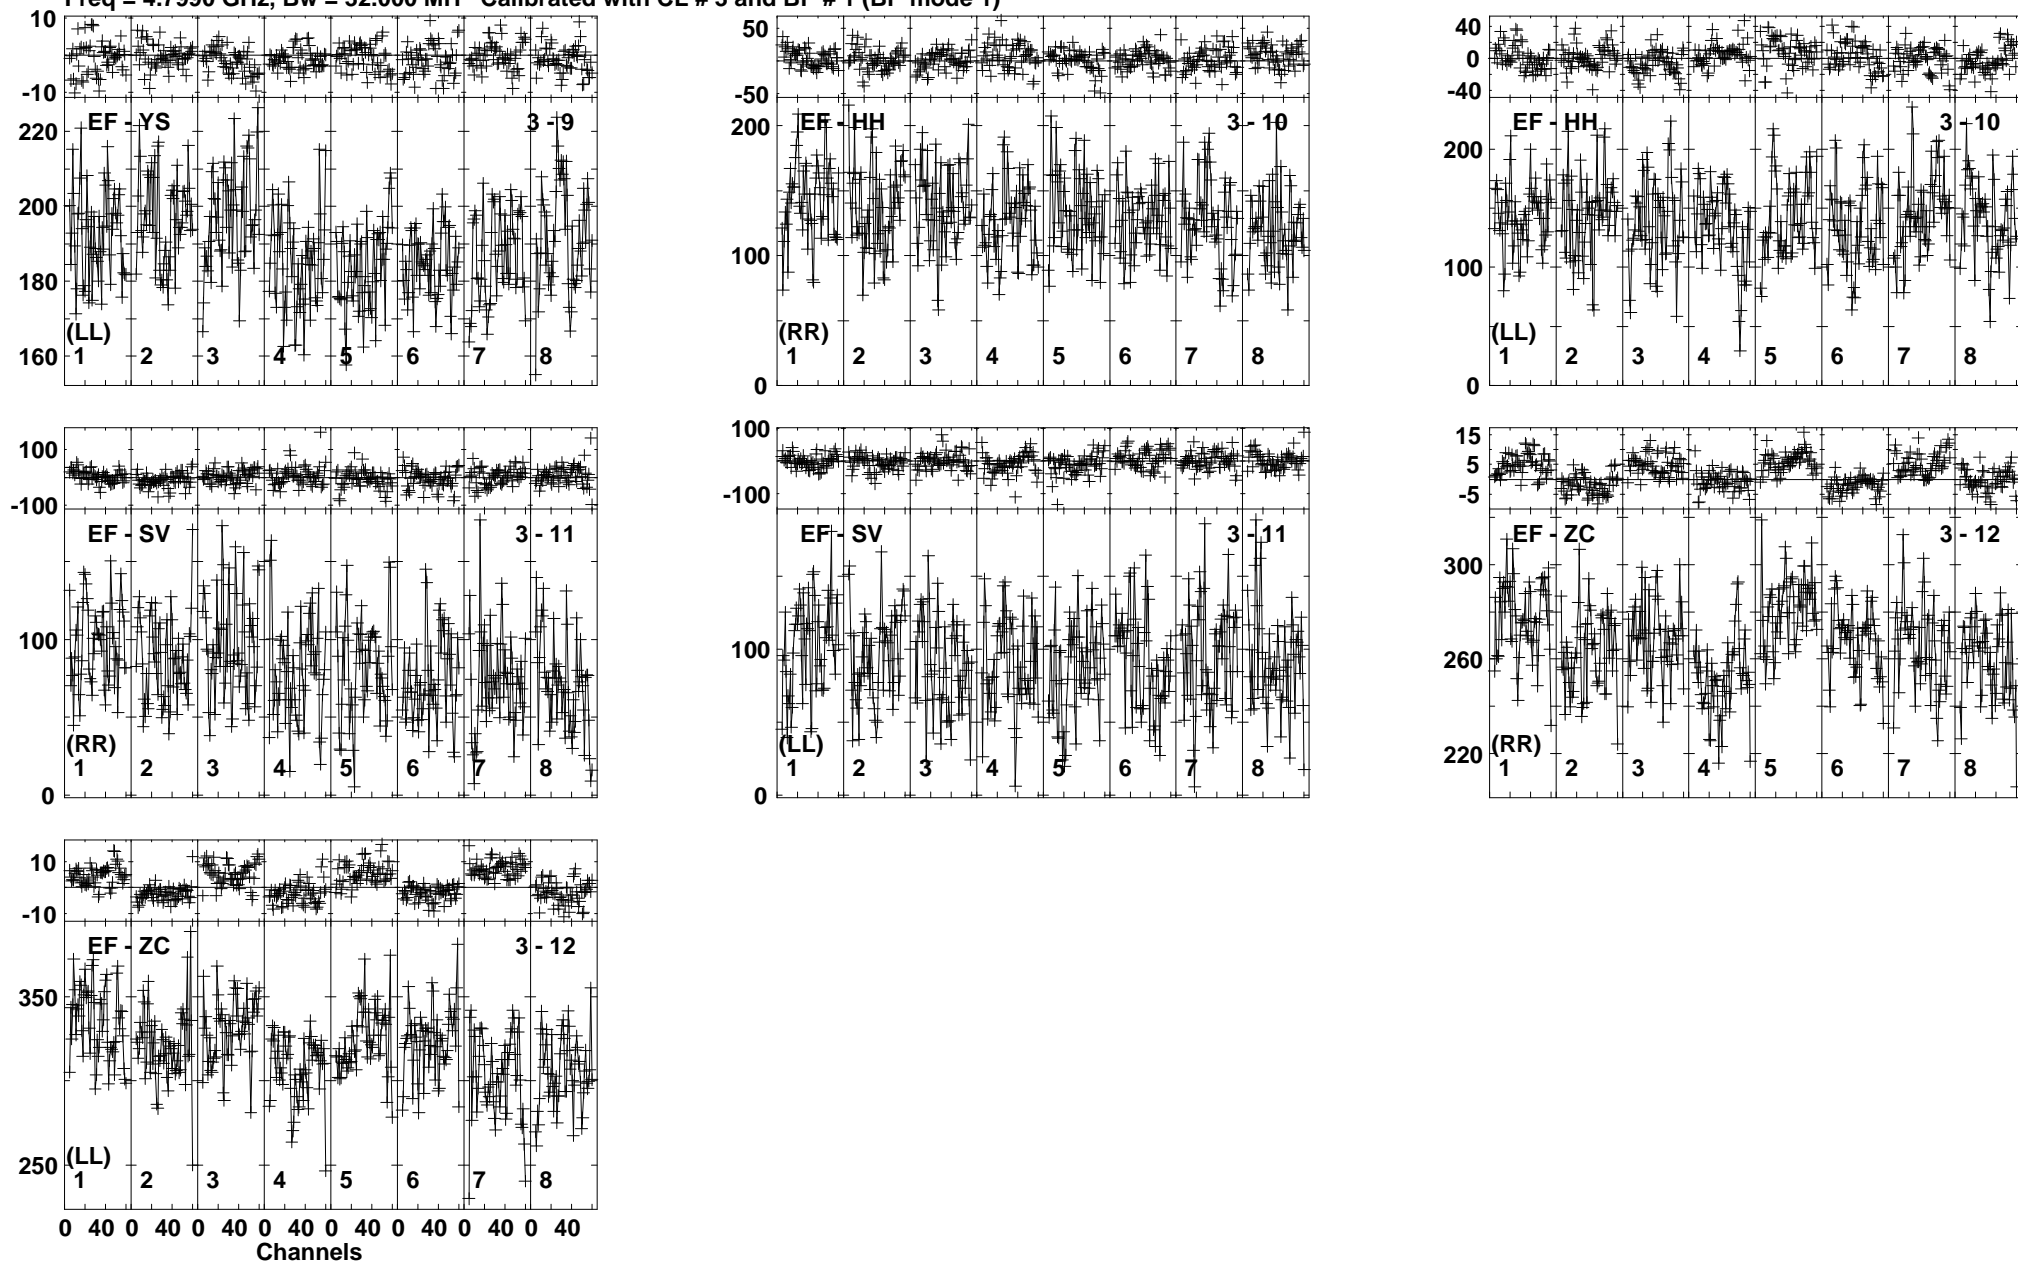 Freq = 4.7990 GHz, Bw = 32.000 MH Calibrated with CL # 3 and BP # 1 (BP mode 1)
10
-10
220
200
180
160
EF - YS 3 - 9
(LL)
1 2 3 4 5 6 7 8
50
-50
200
100
0
EF - HH 3 - 10
(RR)
1 2 3 4 5 6 7 8
40
0
-40
200
100
0
EF - HH 3 - 10
(LL)
1 2 3 4 5 6 7 8
100
-100
100
0
EF - SV 3 - 11
(RR)
1 2 3 4 5 6 7 8
100
-100
100
0
EF - SV 3 - 11
(LL)
1 2 3 4 5 6 7 8
15
5
-5
300
260
220
EF - ZC 3 - 12
(RR)
1 2 3 4 5 6 7 8
10
-10
350
250
EF - ZC 3 - 12
(LL)
1 2 3 4 5 6 7 8
0 40 0 40 0 40 0 40 0 40 0 40 0 40 0 40
Channels